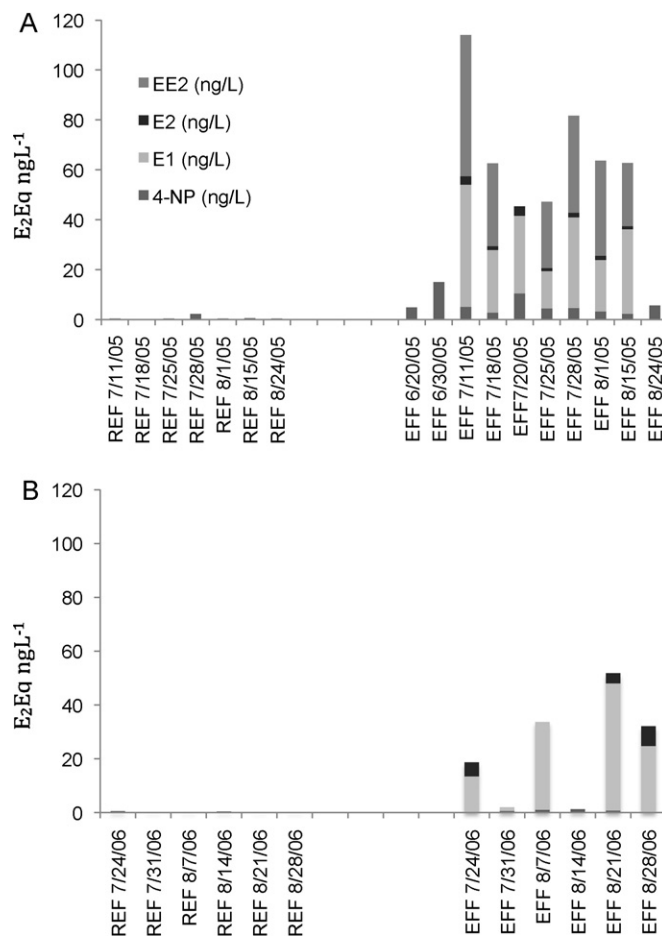 A
120
100
80
60
40
20
0
E₂Eq ngL⁻¹
EE2 (ng/L)
E2 (ng/L)
E1 (ng/L)
4-NP (ng/L)
REF 7/11/05
REF 7/18/05
REF 7/25/05
REF 7/28/05
REF 8/1/05
REF 8/15/05
REF 8/24/05
EFF 6/20/05
EFF 6/30/05
EFF 7/11/05
EFF 7/18/05
EFF7/20/05
EFF 7/25/05
EFF 7/28/05
EFF 8/1/05
EFF 8/15/05
EFF 8/24/05
B
120
100
80
60
40
20
0
E₂Eq ngL⁻¹
REF 7/24/06
REF 7/31/06
REF 8/7/06
REF 8/14/06
REF 8/21/06
REF 8/28/06
EFF 7/24/06
EFF 7/31/06
EFF 8/7/06
EFF 8/14/06
EFF 8/21/06
EFF 8/28/06